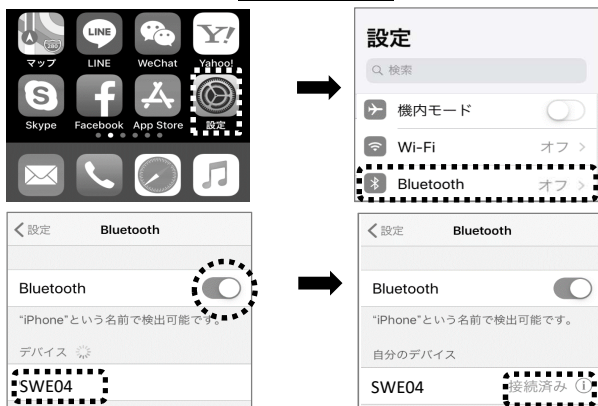 マップ
LINE
LINE
WeChat
Y!
Yahoo!
S
Skype
f
Facebook
App Store
設定
設定
検索
機内モード
Wi-Fi
オフ
Bluetooth
オフ
設定
Bluetooth
Bluetooth
“iPhone”という名前で検出可能です。
デバイス
SWE04
設定
Bluetooth
Bluetooth
“iPhone”という名前で検出可能です。
自分のデバイス
SWE04
接続済み